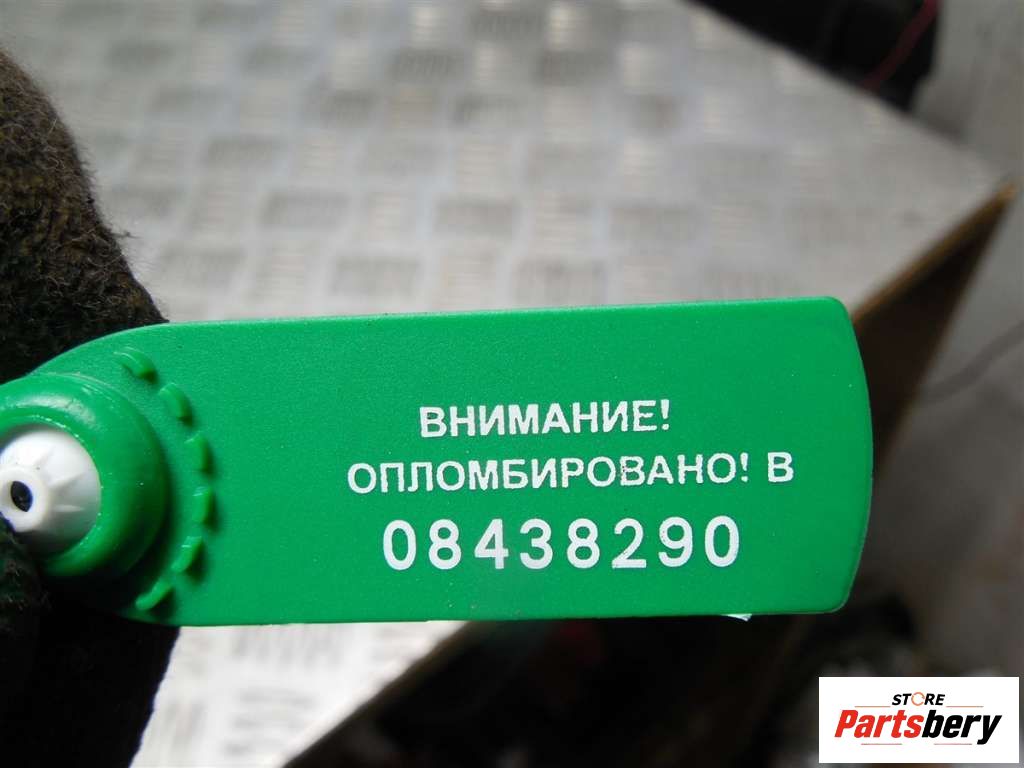 ВНИМАНИЕ!
ОПЛОМБИРОВАНО! В
08438290
STORE
Partsbery